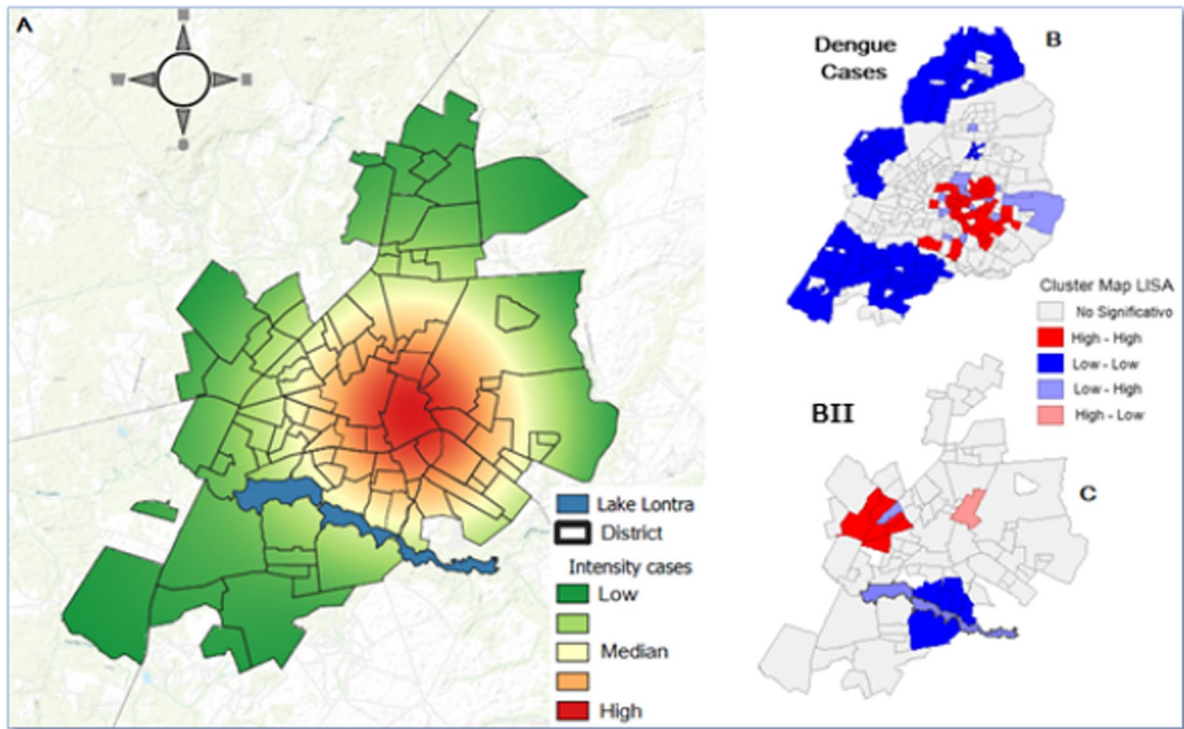 A
Dengue
Cases
B
Cluster Map LISA
No Significativo
High - High
Low - Low
Low - High
High - Low
BII
C
Lake Lontra
District
Intensity cases
Low
Median
High